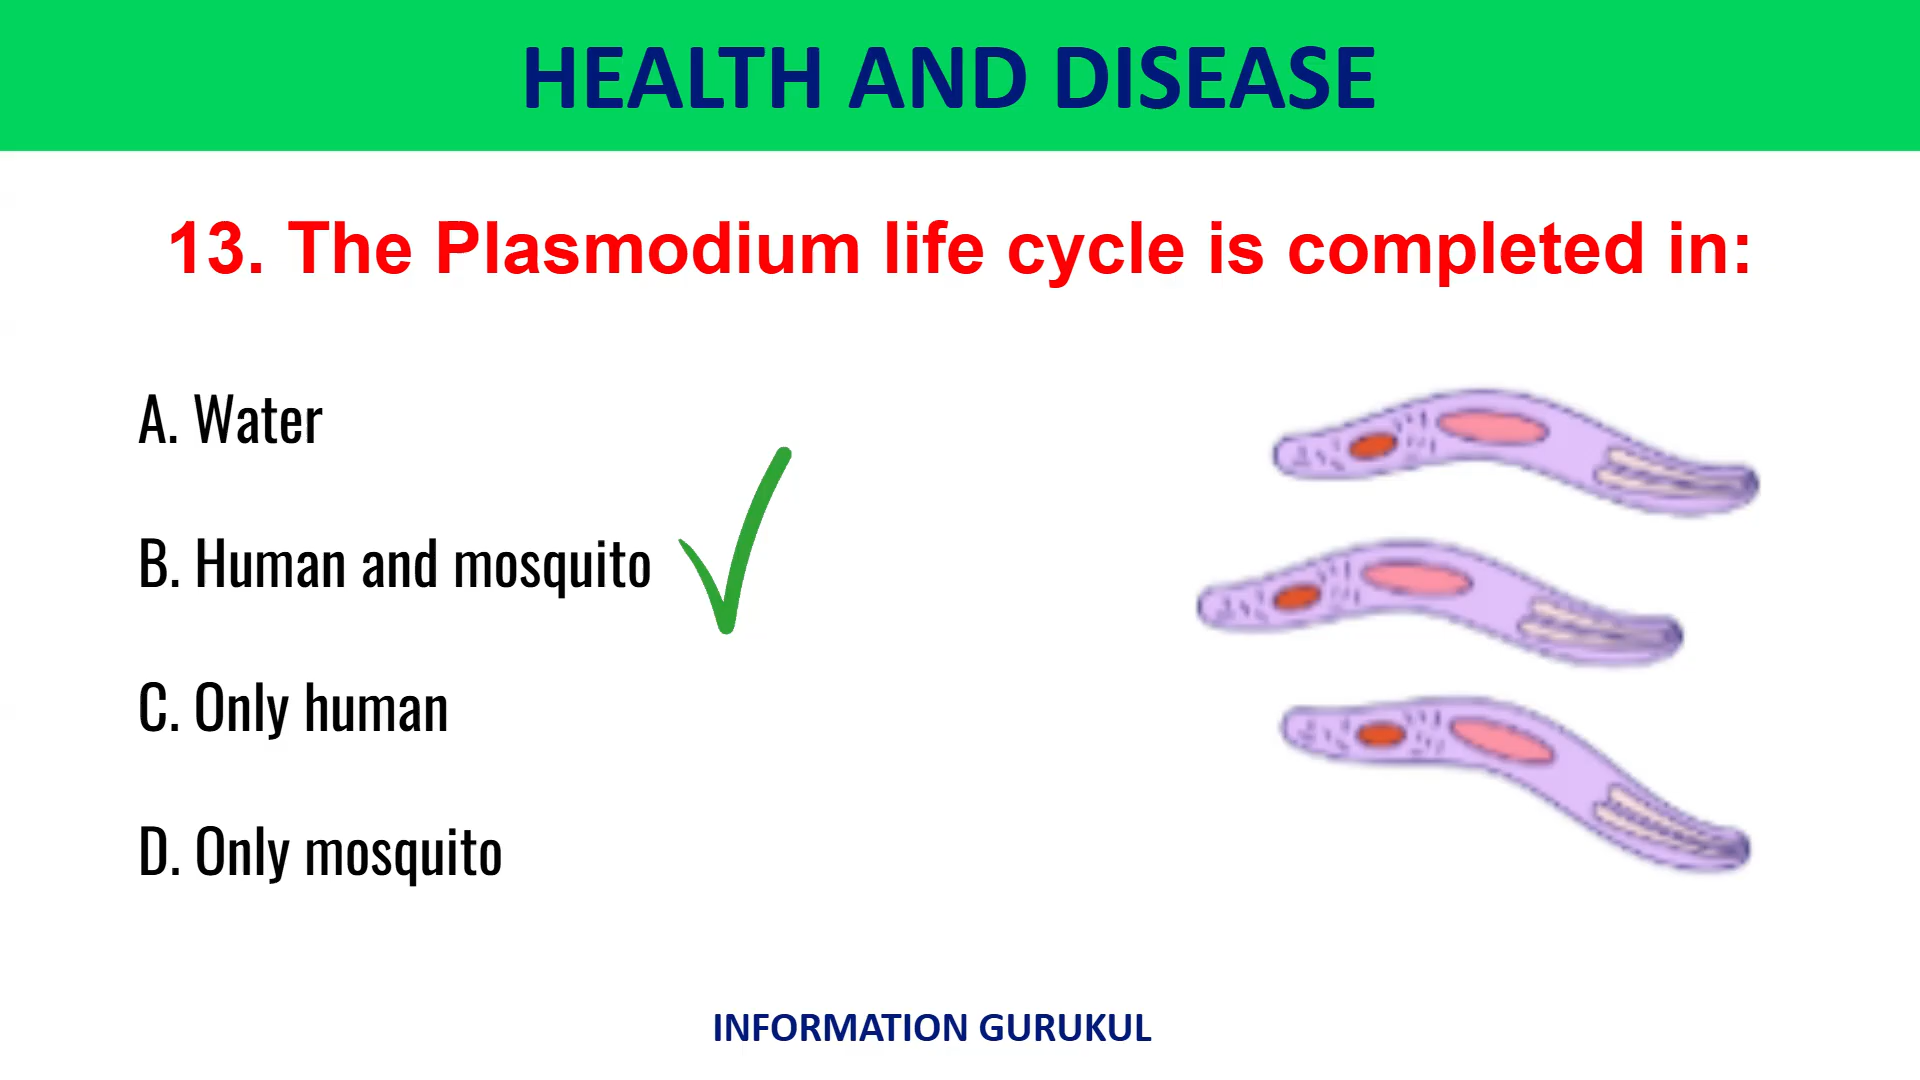 HEALTH AND DISEASE
13. The Plasmodium life cycle is completed in:
A. Water
B. Human and mosquito
C. Only human
D. Only mosquito
INFORMATION GURUKUL